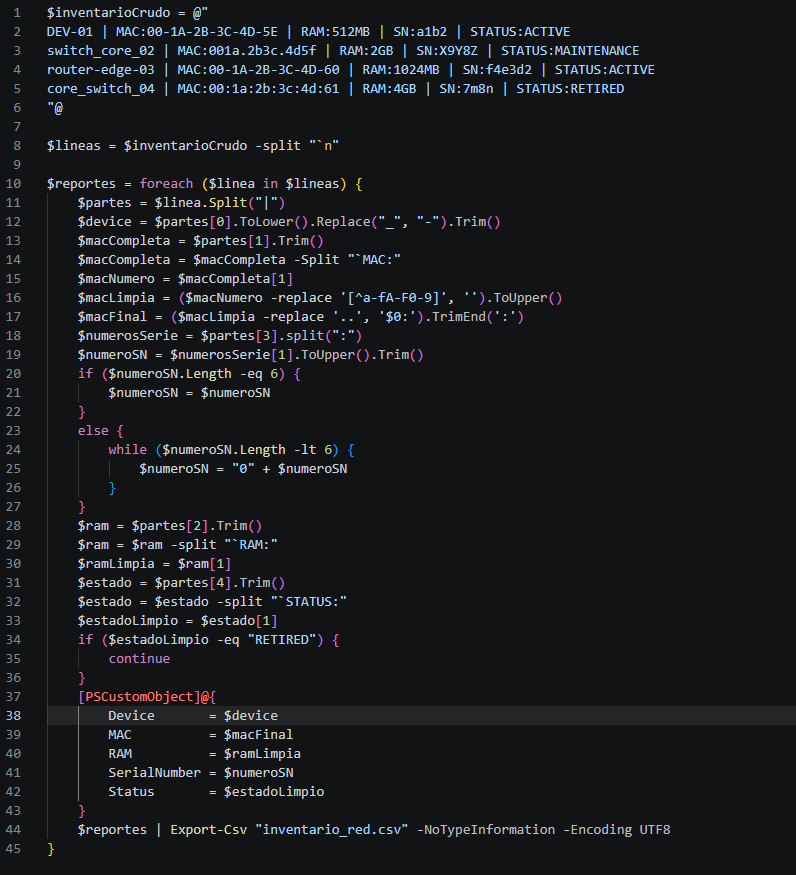 1 $inventarioCrudo = @"
2 DEV-01 | MAC:00-1A-2B-3C-4D-5E | RAM:512MB | SN:a1b2 | STATUS:ACTIVE
3 switch_core_02 | MAC:001a.2b3c.4d5f | RAM:2GB | SN:X9Y8Z | STATUS:MAINTENANCE
4 router-edge-03 | MAC:00-1A-2B-3C-4D-60 | RAM:1024MB | SN:f4e3d2 | STATUS:ACTIVE
5 core_switch_04 | MAC:00:1a:2b:3c:4d:61 | RAM:4GB | SN:7m8n | STATUS:RETIRED
6 "@
7
8 $lineas = $inventarioCrudo -split "`n"
9
10 $reportes = foreach ($linea in $lineas) {
11     $partes = $linea.Split("|")
12     $device = $partes[0].ToLower().Replace("_", "-").Trim()
13     $macCompleta = $partes[1].Trim()
14     $macCompleta = $macCompleta -Split "`MAC:"
15     $macNumero = $macCompleta[1]
16     $macLimpia = ($macNumero -replace '[^a-fA-F0-9]', '').ToUpper()
17     $macFinal = ($macLimpia -replace '..', '$0:').TrimEnd(':')
18     $numerosSerie = $partes[3].split(":")
19     $numeroSN = $numerosSerie[1].ToUpper().Trim()
20     if ($numeroSN.Length -eq 6) {
21         $numeroSN = $numeroSN
22     }
23     else {
24         while ($numeroSN.Length -lt 6) {
25             $numeroSN = "0" + $numeroSN
26         }
27     }
28     $ram = $partes[2].Trim()
29     $ram = $ram -split "`RAM:"
30     $ramLimpia = $ram[1]
31     $estado = $partes[4].Trim()
32     $estado = $estado -split "`STATUS:"
33     $estadoLimpio = $estado[1]
34     if ($estadoLimpio -eq "RETIRED") {
35         continue
36     }
37     [PSCustomObject]@{
38         Device       = $device
39         MAC          = $macFinal
40         RAM          = $ramLimpia
41         SerialNumber = $numeroSN
42         Status       = $estadoLimpio
43     }
44     $reportes | Export-Csv "inventario_red.csv" -NoTypeInformation -Encoding UTF8
45 }